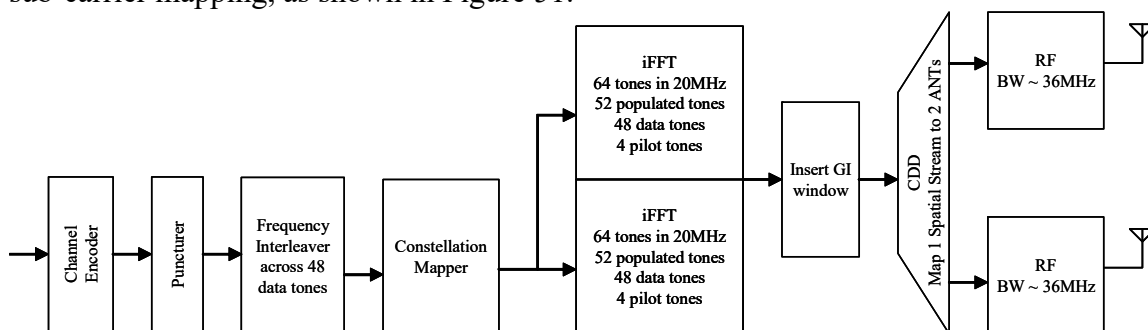 sub-carrier mapping, as shown in Figure 31.
Channel
Encoder
Puncturer
Frequency
Interleaver
across 48
data tones
Constellation
Mapper
iFFT
64 tones in 20MHz
52 populated tones
48 data tones
4 pilot tones
iFFT
64 tones in 20MHz
52 populated tones
48 data tones
4 pilot tones
Insert GI
window
CDD
Map 1 Spatial Stream to 2 ANTs
RF
BW ~ 36MHz
RF
BW ~ 36MHz